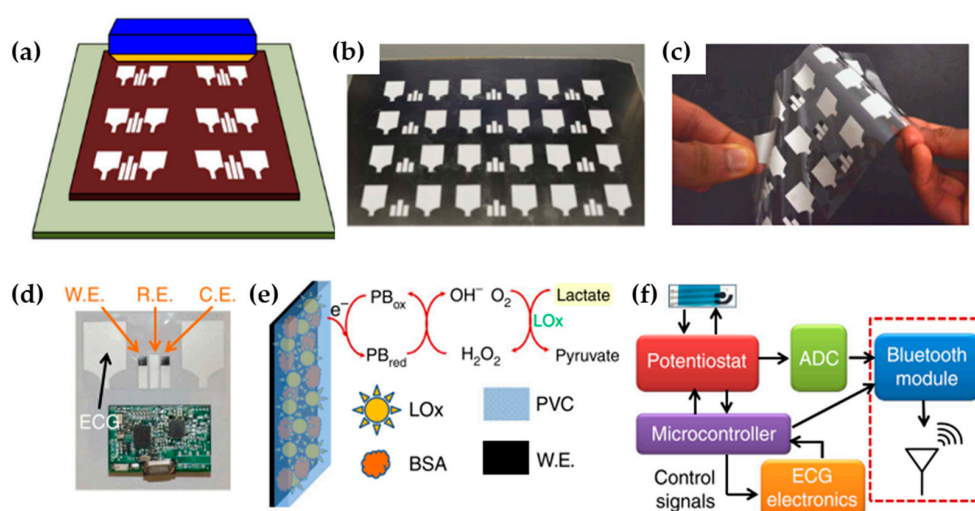 (a)
(b)
(c)
(d)
W.E. R.E. C.E.
ECG
(e)
e⁻
PBox
OH⁻ O₂
Lactate
LOx
PBred
H₂O₂
Pyruvate
LOx
PVC
BSA
W.E.
(f)
Potentiostat
ADC
Bluetooth
module
Microcontroller
Control
signals
ECG
electronics